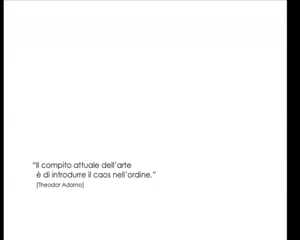 “Il compito attuale dell’arte
è di introdurre il caos nell’ordine.”
[Theodor Adorno]